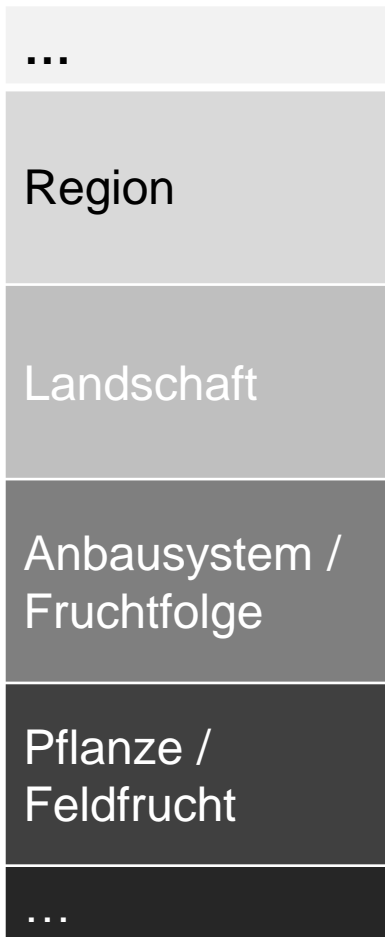 ...
Region
Landschaft
Anbausystem /
Fruchtfolge
Pflanze /
Feldfrucht
...